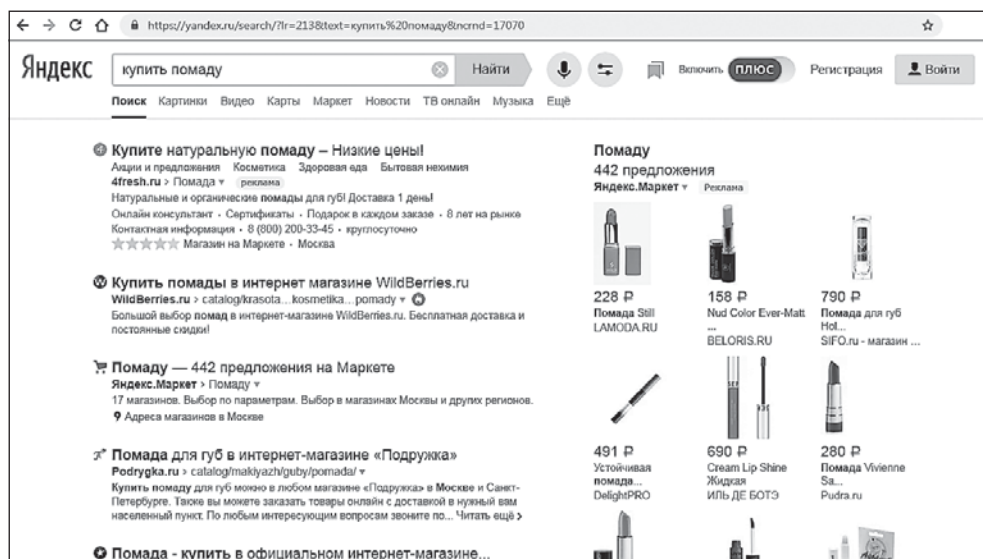 https://yandex.ru/search/?lr=213&text=купить%20помаду&ncrnd=17070
Яндекс
купить помаду
Найти
Включить ПЛЮС
Регистрация
Войти
Поиск Картинки Видео Карты Маркет Новости ТВ онлайн Музыка Ещё
Купите натуральную помаду – Низкие цены!
Акции и предложения Косметика Здоровая еда Бытовая нехимия
4fresh.ru > Помада реклама
Натуральные и органические помады для губ! Доставка 1 день!
Онлайн консультант · Сертификаты · Подарок в каждом заказе · 8 лет на рынке
Контактная информация · 8 (800) 200-33-45 · круглосуточно
Магазин на Маркете · Москва
Купить помады в интернет магазине WildBerries.ru
WildBerries.ru > catalog/krasota...kosmetika...pomady
Большой выбор помад в интернет-магазине WildBerries.ru. Бесплатная доставка и
постоянные скидки!
Помаду — 442 предложения на Маркете
Яндекс.Маркет > Помаду
17 магазинов. Выбор по параметрам. Выбор в магазинах Москвы и других регионов.
Адреса магазинов в Москве
Помада для губ в интернет-магазине «Подружка»
Podrygka.ru > catalog/makiyazh/guby/pomada/
Купить помаду для губ можно в любом магазине «Подружка» в Москве и Санкт-
Петербурге. Также вы можете заказать товары онлайн с доставкой в нужный вам
населенный пункт. По любым интересующим вопросам звоните по... Читать ещё >
Помада - купить в официальном интернет-магазине...
Помаду
442 предложения
Яндекс.Маркет Реклама
228 ₽
Помада Still
LAMODA.RU
158 ₽
Nud Color Ever-Matt
...
BELORIS.RU
790 ₽
Помада для губ
Hol...
SIFO.ru - магазин ...
491 ₽
Устойчивая
помада...
DelightPRO
690 ₽
Cream Lip Shine
Жидкая
ИЛЬ ДЕ БОТЭ
280 ₽
Помада Vivienne
Sa...
Pudra.ru